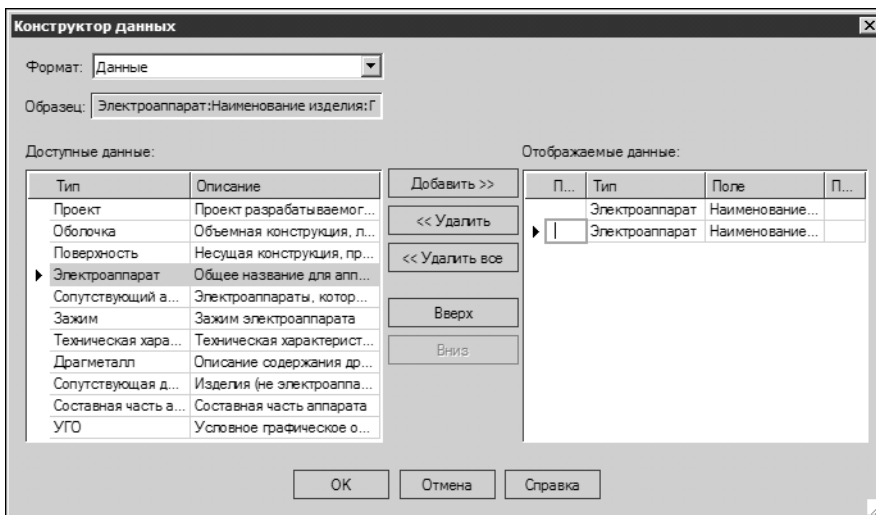 Конструктор данных
Формат: Данные
Образец: Электроаппарат:Наименование изделия:Г
Доступные данные:
Отображаемые данные:
Тип Описание
Проект Проект разрабатываемог...
Оболочка Объемная конструкция, л...
Поверхность Несущая конструкция, пр...
Электроаппарат Общее название для апп...
Сопутствующий а... Электроаппараты, котор...
Зажим Зажим электроаппарата
Техническая хара... Техническая характерист...
Драгметалл Описание содержания др...
Сопутствующая д... Изделия (не электроаппа...
Составная часть а... Составная часть аппарата
УГО Условное графическое о...
Добавить >>
<< Удалить
<< Удалить все
Вверх
Вниз
П... Тип Поле П...
Электроаппарат Наименование...
Электроаппарат Наименование...
OK Отмена Справка